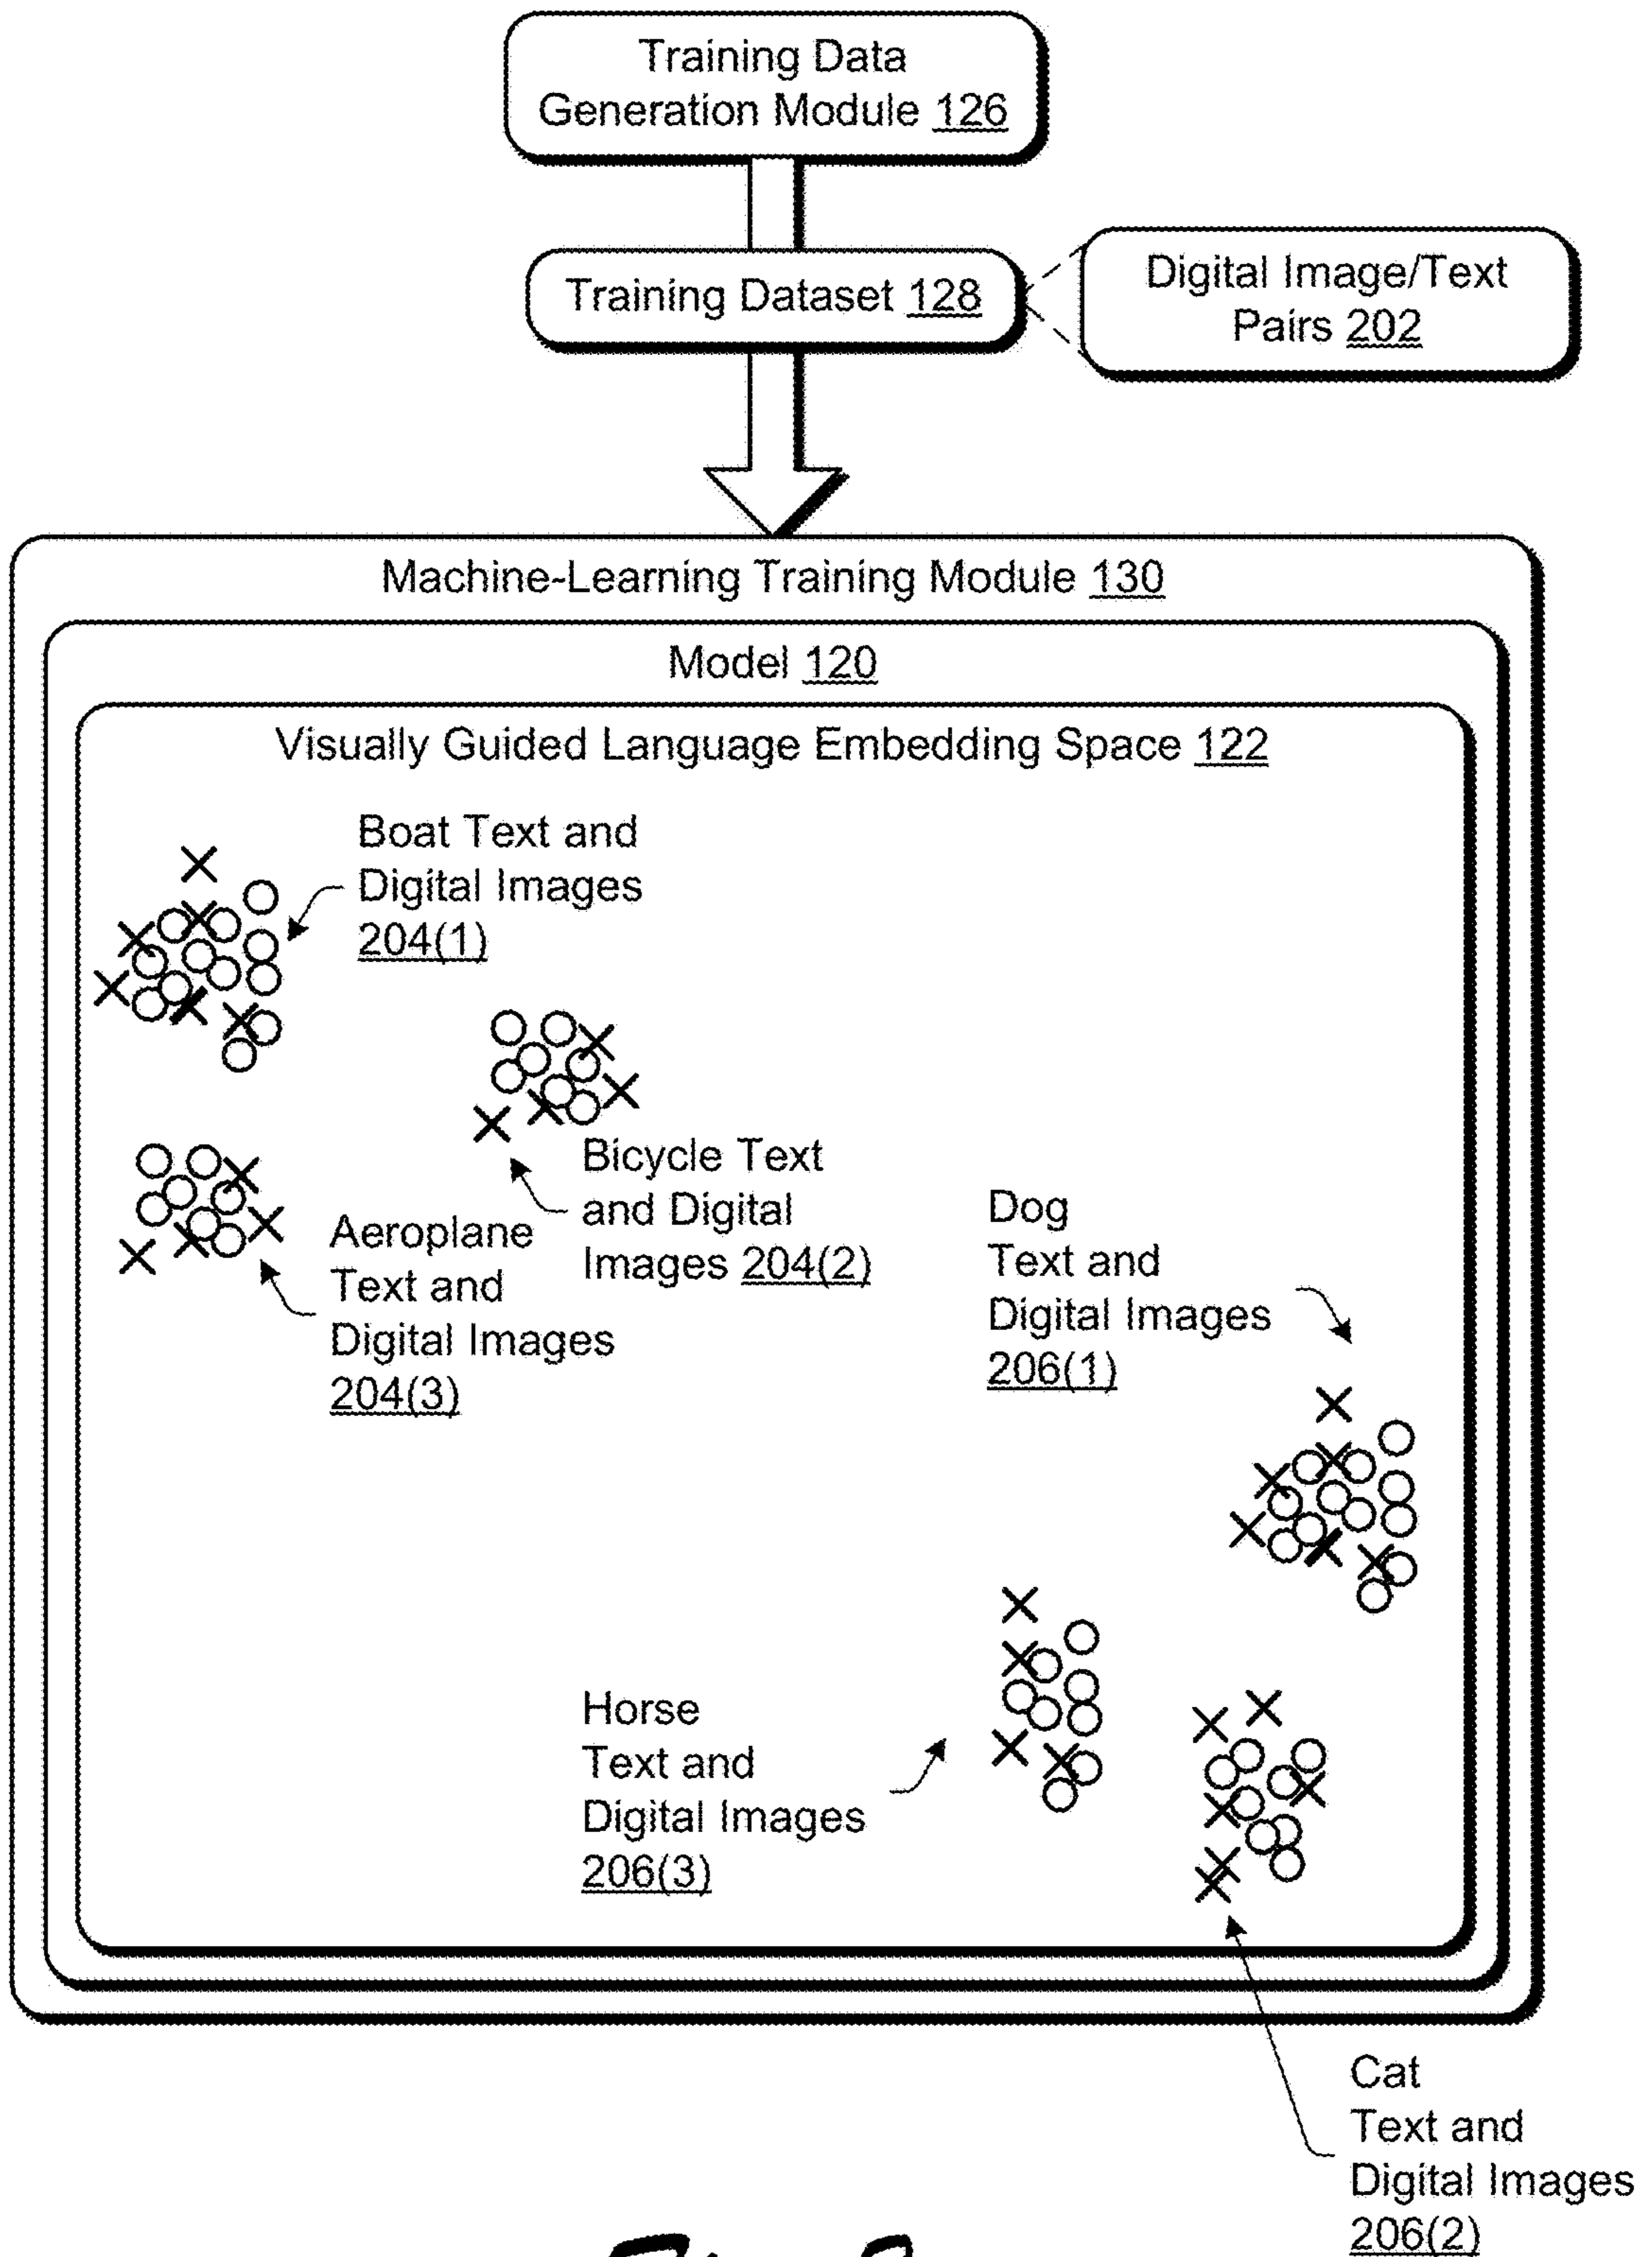 Training Data
Generation Module 126
Training Dataset 128
Digital Image/Text
Pairs 202
Machine-Learning Training Module 130
Model 120
Visually Guided Language Embedding Space 122
Boat Text and
Digital Images
204(1)
Bicycle Text
and Digital
Images 204(2)
Aeroplane
Text and
Digital Images
204(3)
Dog
Text and
Digital Images
206(1)
Horse
Text and
Digital Images
206(3)
Cat
Text and
Digital Images
206(2)